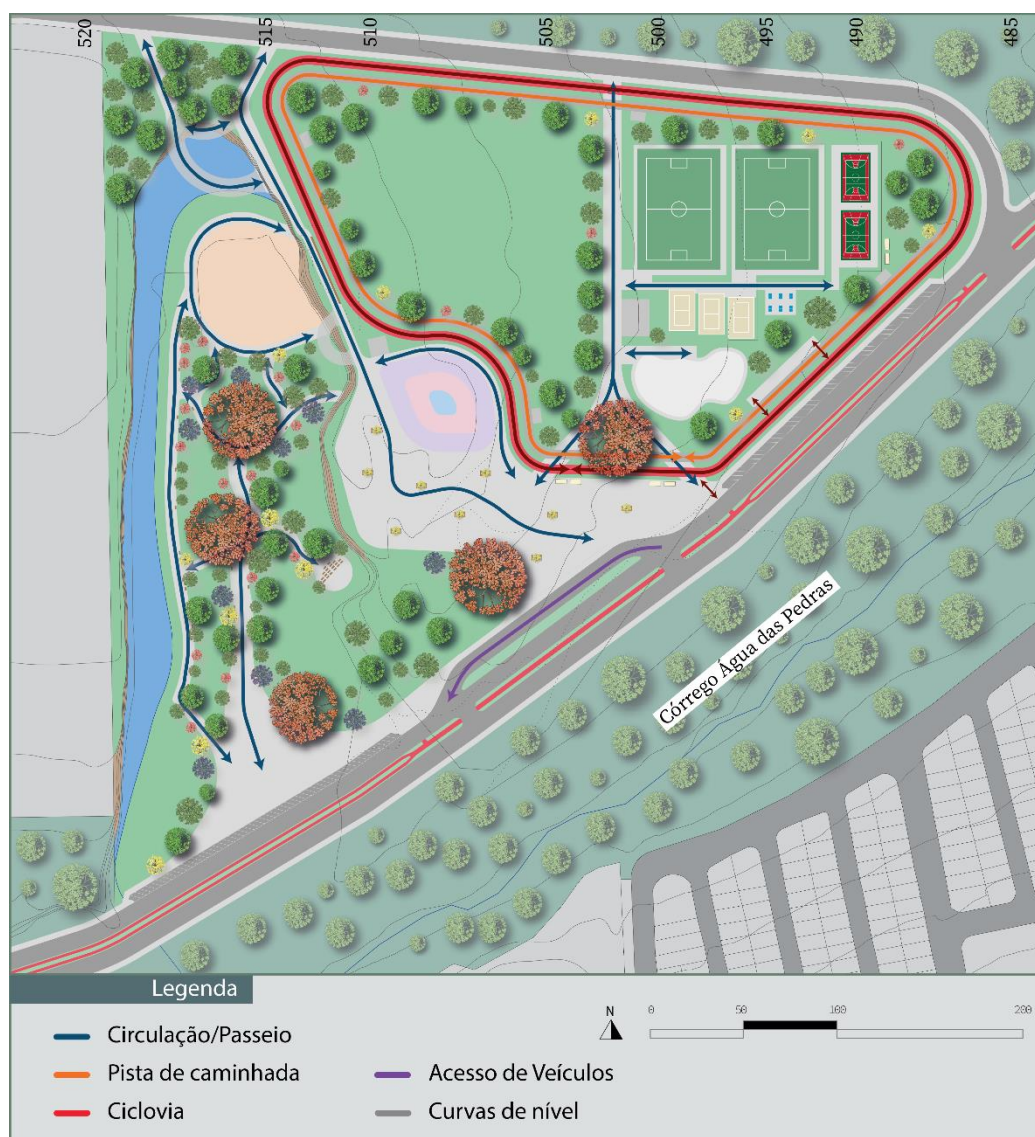 520
515
510
505
500
495
490
485
Córrego Água das Pedras
Legenda
Circulação/Passeio
Pista de caminhada
Ciclovia
Acesso de Veículos
Curvas de nível
N
0 50 100 200